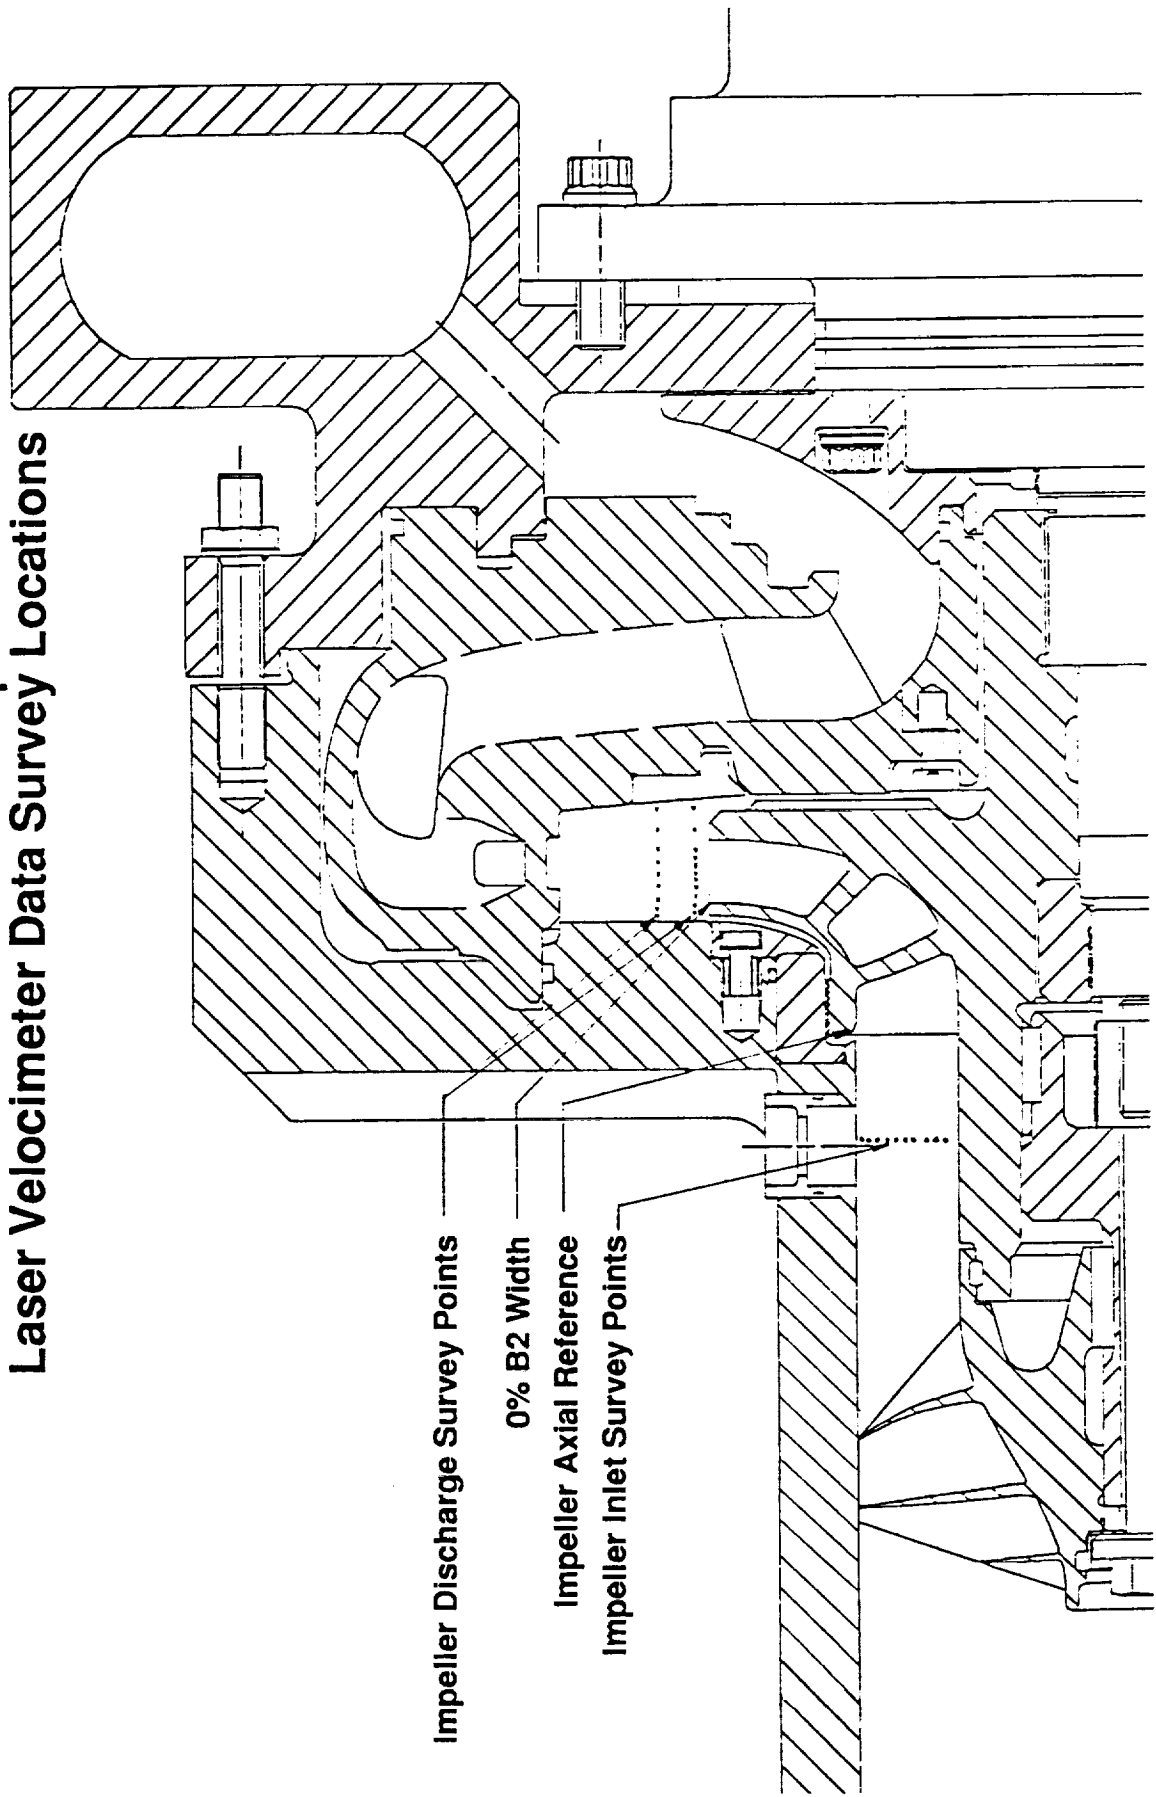 Laser Velocimeter Data Survey Locations
Impeller Discharge Survey Points
0% B2 Width
Impeller Axial Reference
Impeller Inlet Survey Points